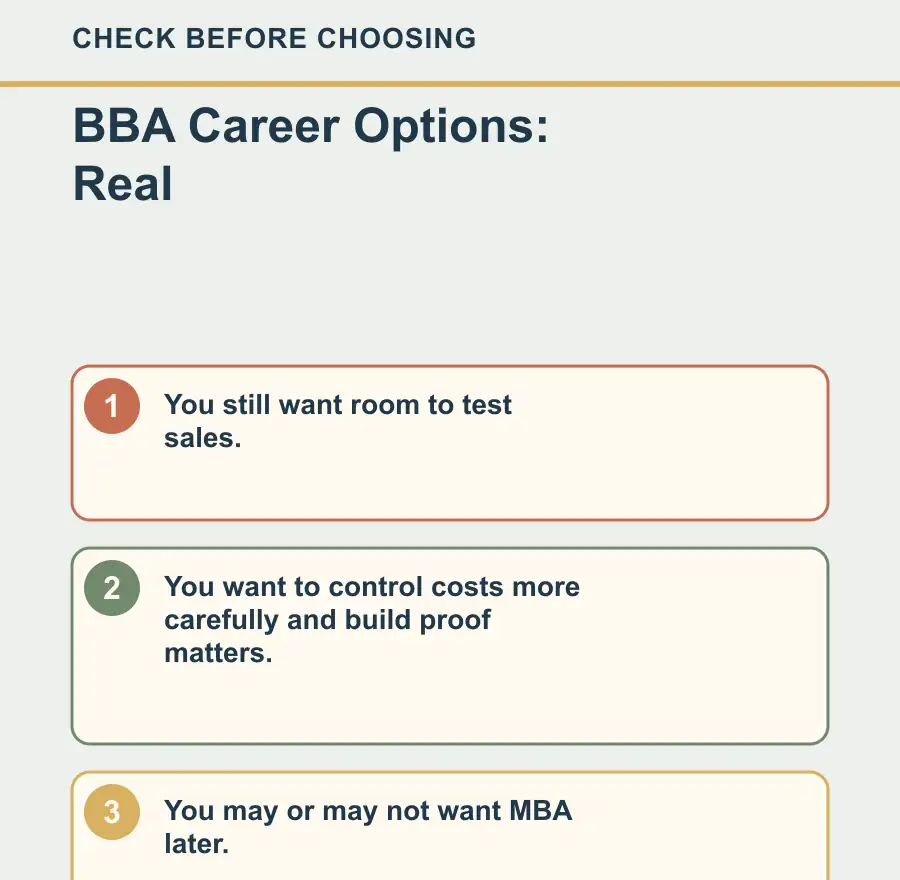 CHECK BEFORE CHOOSING
BBA Career Options:
Real
1
You still want room to test
sales.
2
You want to control costs more
carefully and build proof
matters.
3
You may or may not want MBA
later.